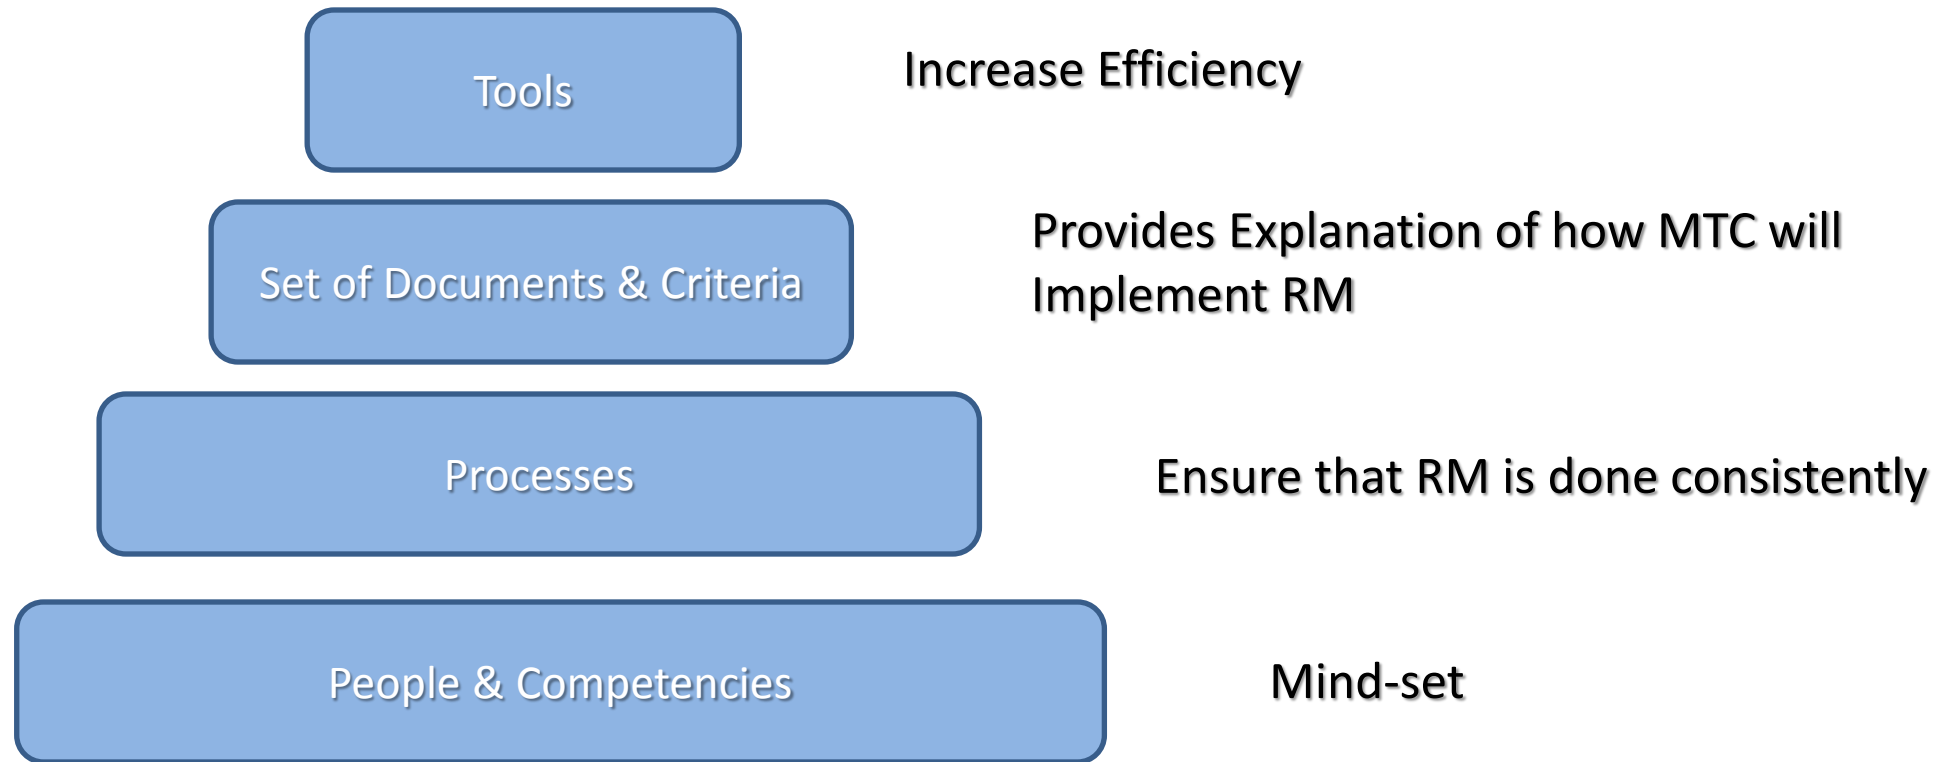 Tools
Increase Efficiency
Set of Documents & Criteria
Provides Explanation of how MTC will
Implement RM
Processes
Ensure that RM is done consistently
People & Competencies
Mind-set